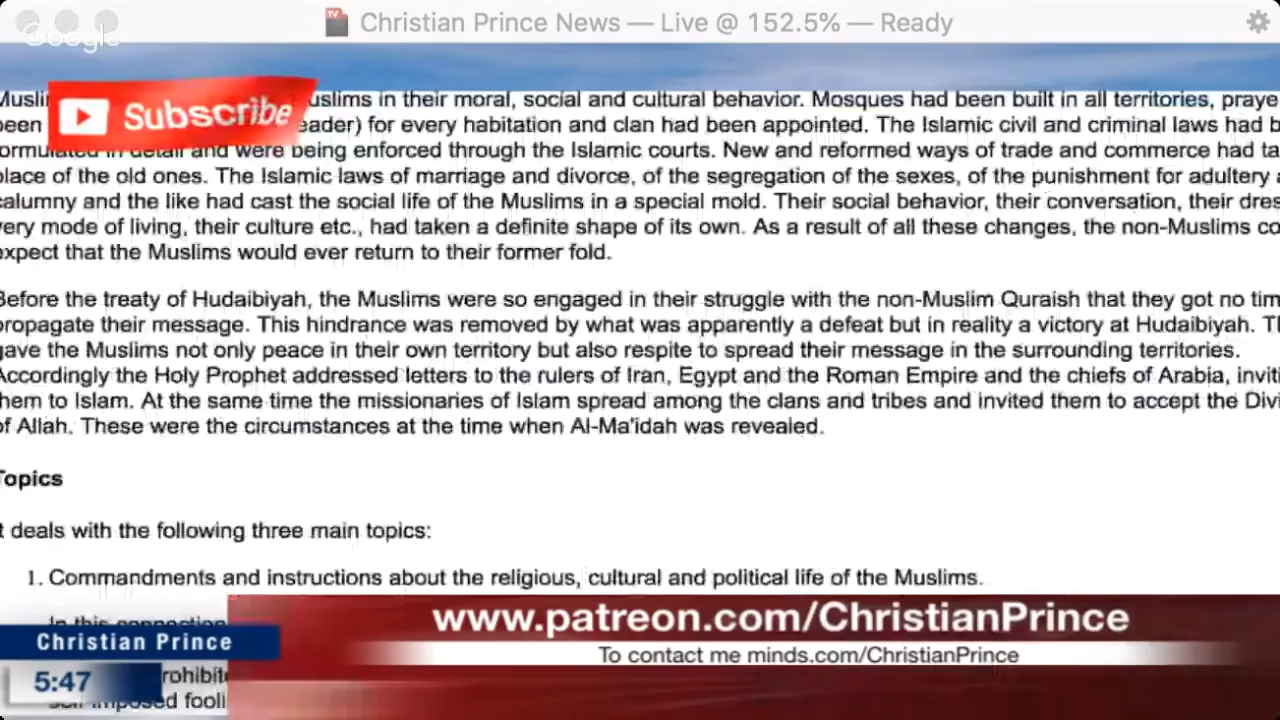 Christian Prince News — Live @ 152.5% — Ready
Google
Subscribe
in their moral, social and cultural behavior. Mosques had been built in all territories,
for every habitation and clan had been appointed. The Islamic civil and criminal laws had
and were being enforced through the Islamic courts. New and reformed ways of trade and commerce had
place of the old ones. The Islamic laws of marriage and divorce, of the segregation of the sexes, of the punishment for adultery
calumny and the like had cast the social life of the Muslims in a special mold. Their social behavior, their conversation, their
very mode of living, their culture etc., had taken a definite shape of its own. As a result of all these changes, the non-Muslims
expect that the Muslims would ever return to their former fold.
Before the treaty of Hudaibiyah, the Muslims were so engaged in their struggle with the non-Muslim Quraish that they got no
propagate their message. This hindrance was removed by what was apparently a defeat but in reality a victory at Hudaibiyah.
gave the Muslims not only peace in their own territory but also respite to spread their message in the surrounding territories.
Accordingly the Holy Prophet addressed letters to the rulers of Iran, Egypt and the Roman Empire and the chiefs of Arabia,
them to Islam. At the same time the missionaries of Islam spread among the clans and tribes and invited them to accept the
of Allah. These were the circumstances at the time when Al-Ma'idah was revealed.
Topics
It deals with the following three main topics:
1. Commandments and instructions about the religious, cultural and political life of the Muslims.
www.patreon.com/ChristianPrince
To contact me minds.com/ChristianPrince
Christian Prince
5:47